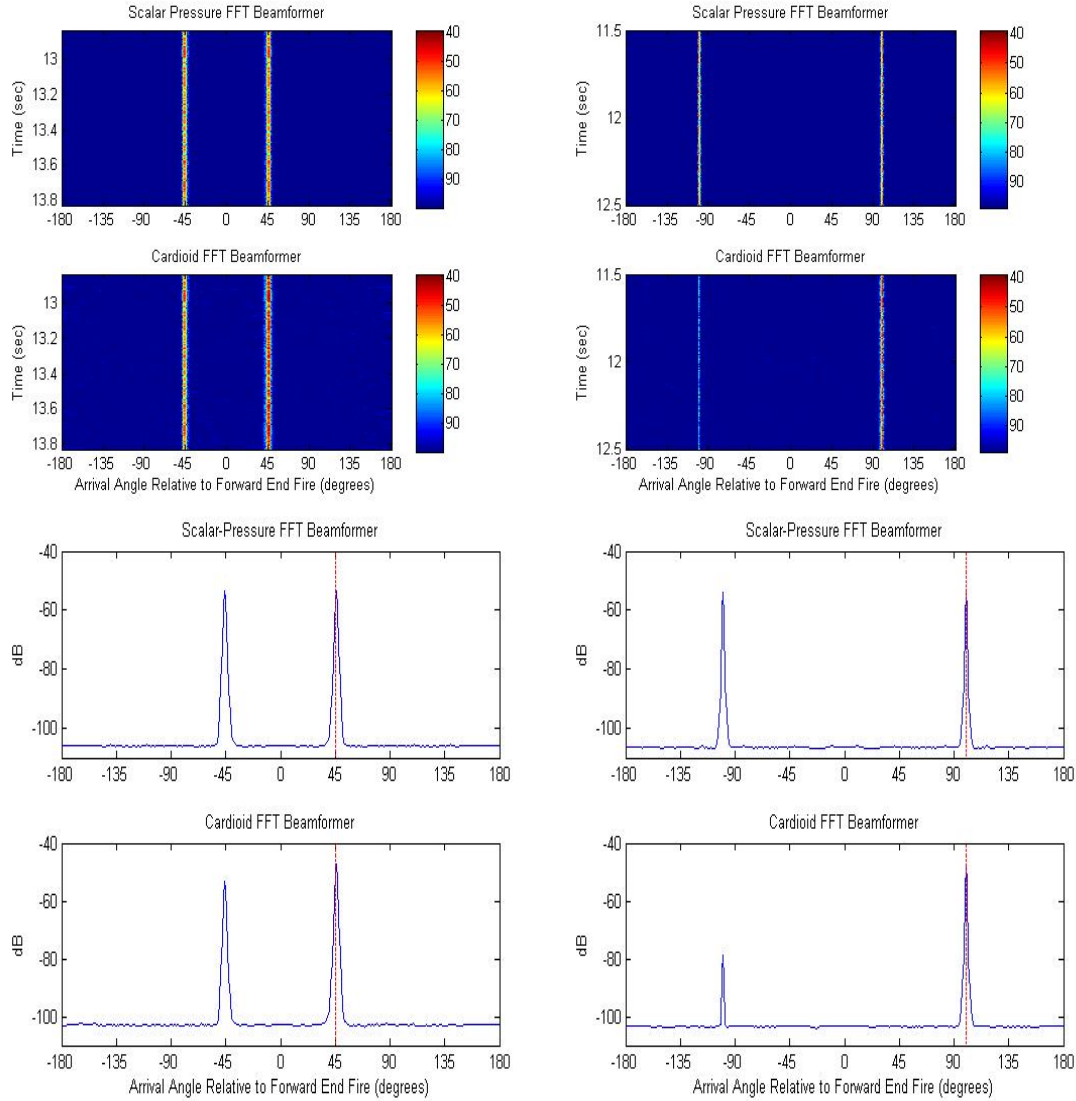 Scalar Pressure FFT Beamformer
Time (sec)
13
13.2
13.4
13.6
13.8
-180 -135 -90 -45 0 45 90 135 180
40
50
60
70
80
90
Scalar Pressure FFT Beamformer
Time (sec)
11.5
12
12.5
-180 -135 -90 -45 0 45 90 135 180
40
50
60
70
80
90
Cardioid FFT Beamformer
Time (sec)
13
13.2
13.4
13.6
13.8
-180 -135 -90 -45 0 45 90 135 180
Arrival Angle Relative to Forward End Fire (degrees)
40
50
60
70
80
90
Cardioid FFT Beamformer
Time (sec)
11.5
12
12.5
-180 -135 -90 -45 0 45 90 135 180
Arrival Angle Relative to Forward End Fire (degrees)
40
50
60
70
80
90
Scalar-Pressure FFT Beamformer
dB
-40
-60
-80
-100
-180 -135 -90 -45 0 45 90 135 180
Scalar-Pressure FFT Beamformer
dB
-40
-60
-80
-100
-180 -135 -90 -45 0 45 90 135 180
Cardioid FFT Beamformer
dB
-40
-60
-80
-100
-180 -135 -90 -45 0 45 90 135 180
Arrival Angle Relative to Forward End Fire (degrees)
Cardioid FFT Beamformer
dB
-40
-60
-80
-100
-180 -135 -90 -45 0 45 90 135 180
Arrival Angle Relative to Forward End Fire (degrees)